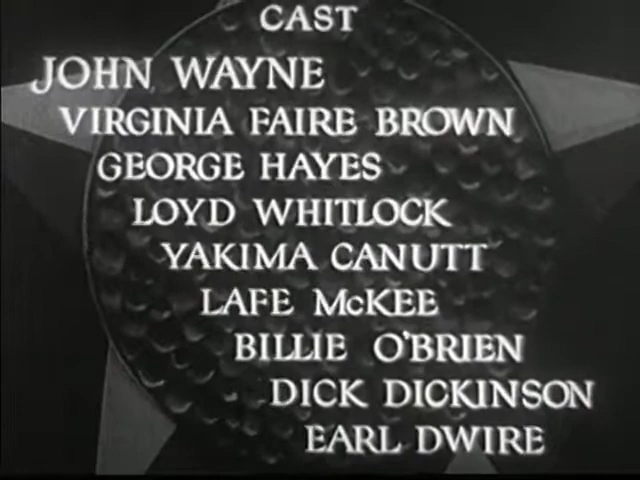 CAST
JOHN WAYNE
VIRGINIA FAIRE BROWN
GEORGE HAYES
LOYD WHITLOCK
YAKIMA CANUTT
LAFE McKEE
BILLIE O'BRIEN
DICK DICKINSON
EARL DWIRE